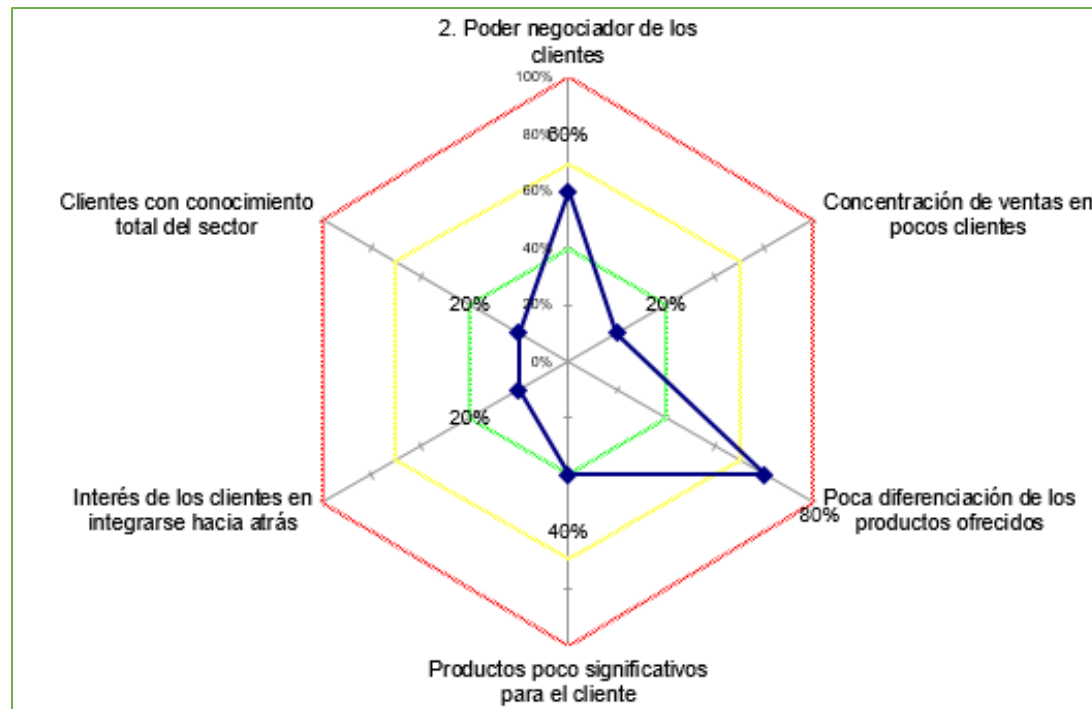 2. Poder negociador de los
clientes
100%
80%
60%
60%
40%
20%
0%
Clientes con conocimiento
total del sector
20%
Concentración de ventas en
pocos clientes
20%
Interés de los clientes en
integrarse hacia atrás
20%
Poca diferenciación de los
productos ofrecidos
80%
40%
Productos poco significativos
para el cliente